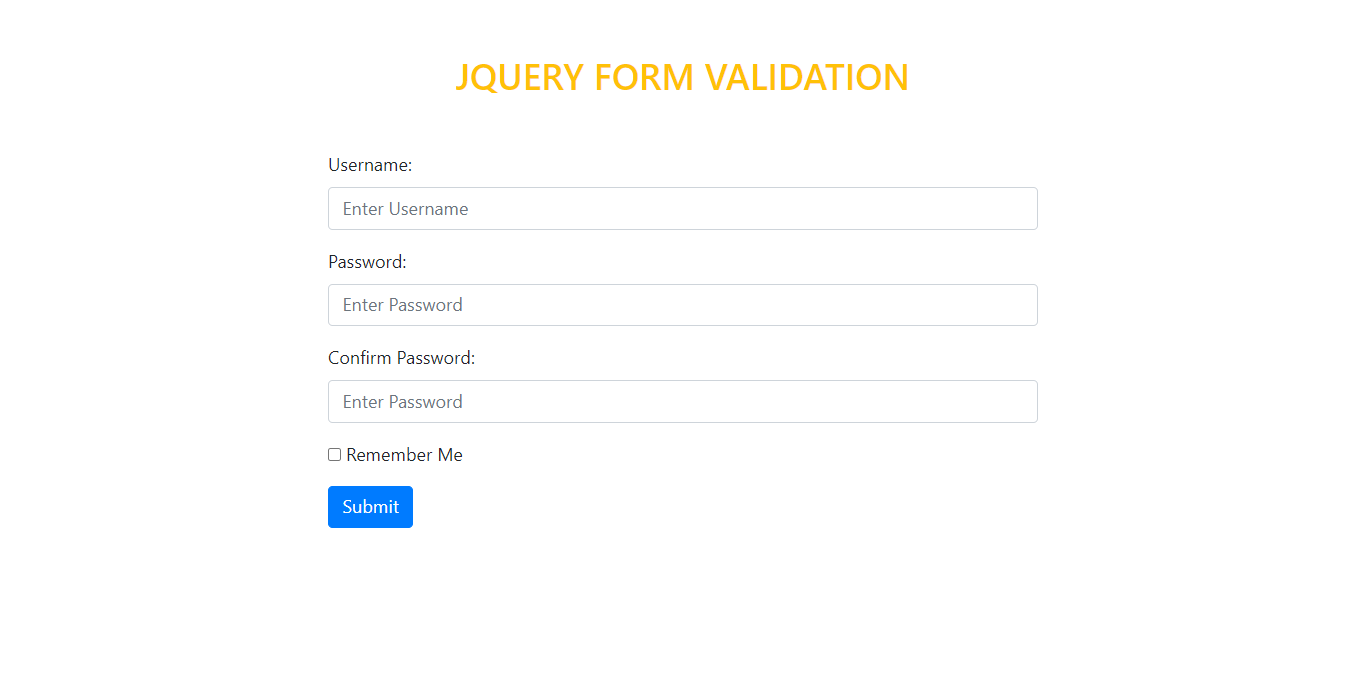 JQUERY FORM VALIDATION
Username:
Enter Username
Password:
Enter Password
Confirm Password:
Enter Password
Remember Me
Submit